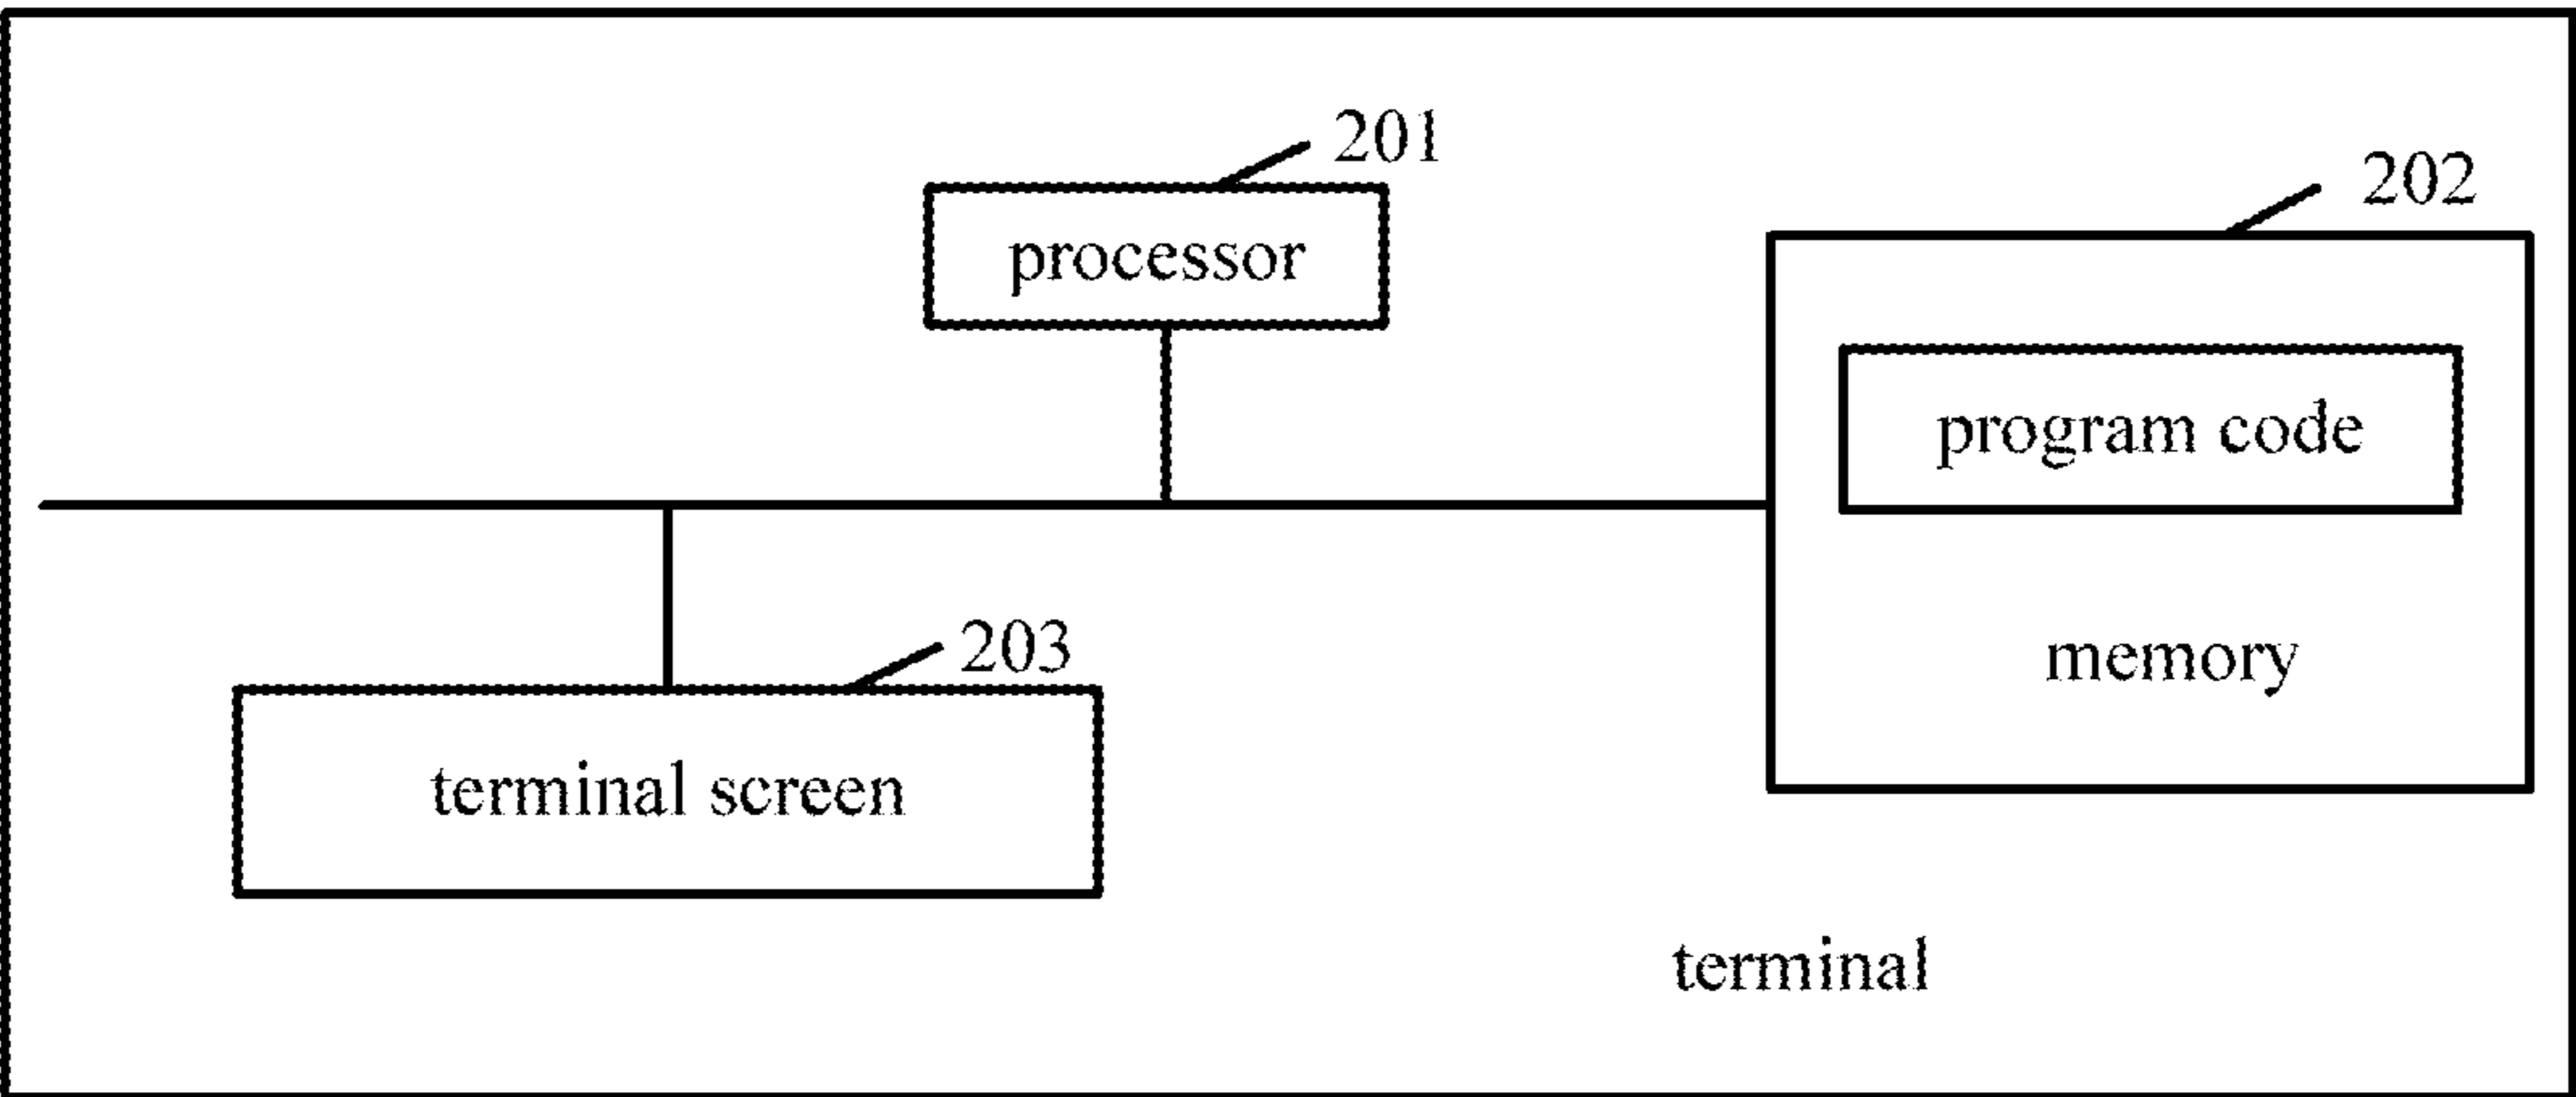 201
processor
202
program code
memory
203
terminal screen
terminal